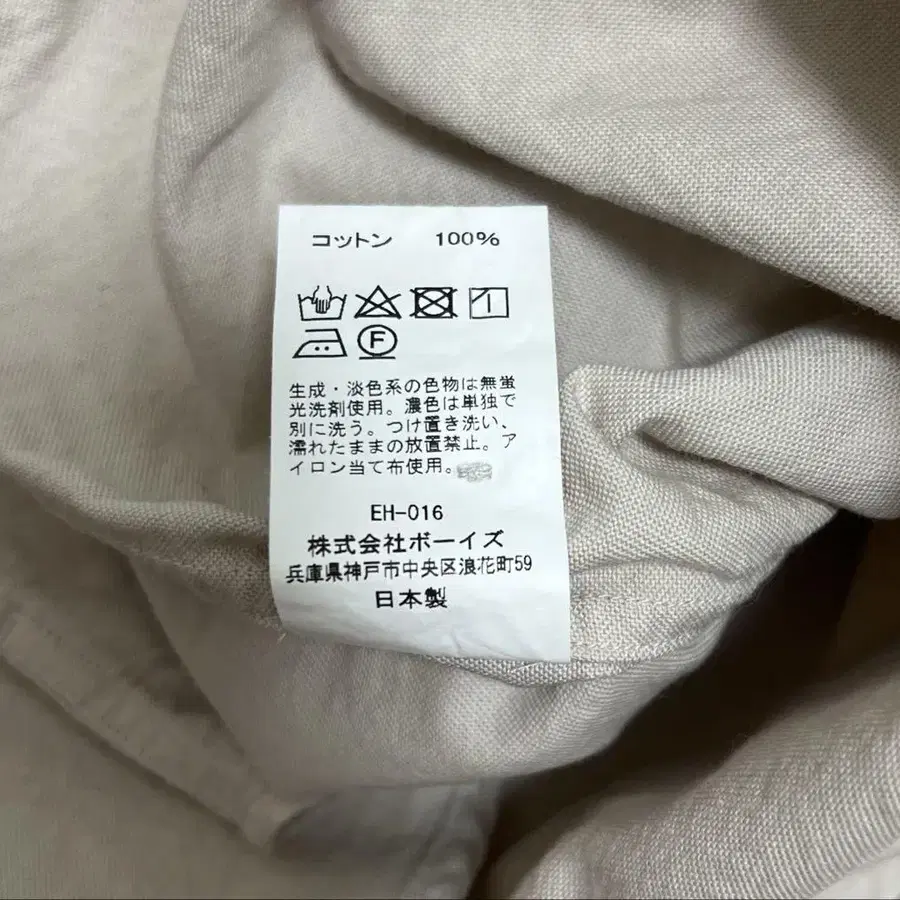 コットン 100%
F
生成・淡色系の色物は無蛍
光洗剤使用。濃色は単独で
別に洗う。つけ置き洗い、
濡れたままの放置禁止。ア
イロン当て布使用。
EH-016
株式会社ボーイズ
兵庫県神戸市中央区浪花町59
日本製